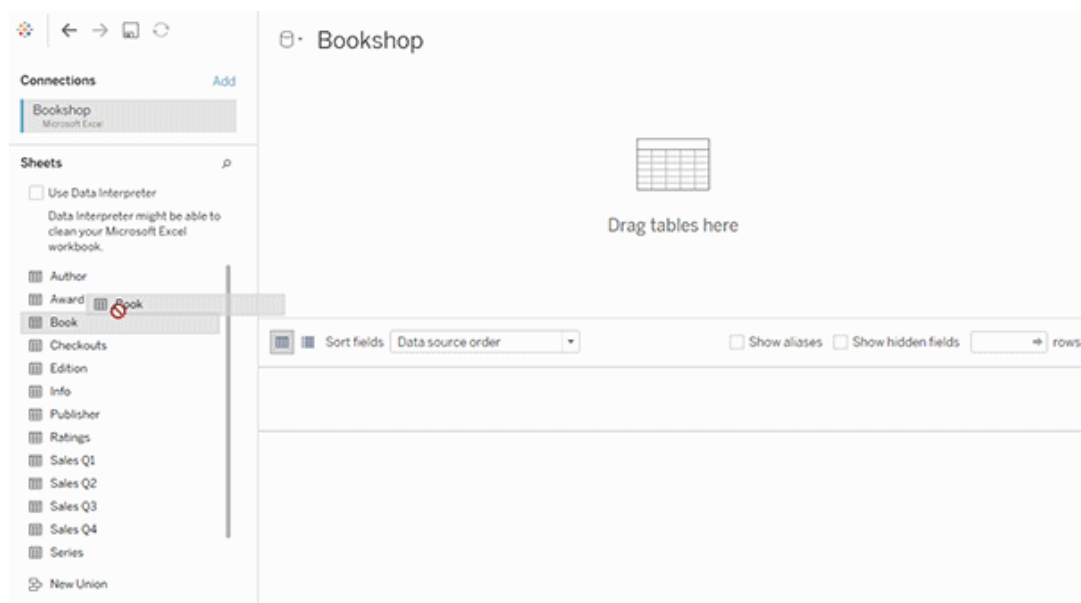 Bookshop
Connections
Add
Bookshop
Microsoft Excel
Sheets
Use Data Interpreter
Data Interpreter might be able to
clean your Microsoft Excel
workbook.
Author
Award
Book
Book
Checkouts
Edition
Info
Publisher
Ratings
Sales Q1
Sales Q2
Sales Q3
Sales Q4
Series
New Union
Drag tables here
Sort fields
Data source order
Show aliases
Show hidden fields
rows